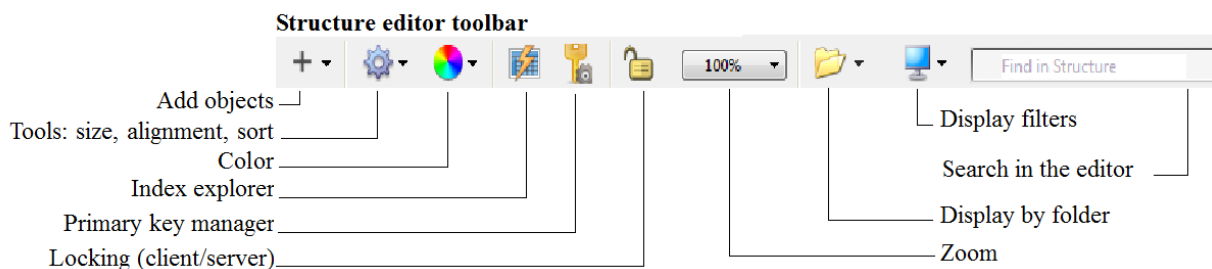 Structure editor toolbar
100%
Find in Structure
Add objects
Tools: size, alignment, sort
Color
Index explorer
Primary key manager
Locking (client/server)
Display filters
Search in the editor
Display by folder
Zoom